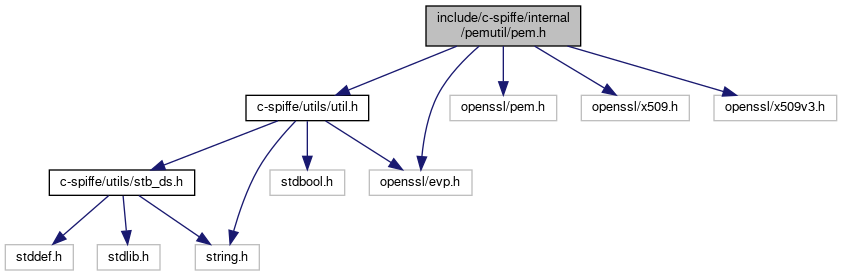 include/c-spiffe/internal
/pemutil/pem.h
c-spiffe/utils/util.h
openssl/pem.h
openssl/x509.h
openssl/x509v3.h
c-spiffe/utils/stb_ds.h
stdbool.h
openssl/evp.h
stddef.h
stdlib.h
string.h